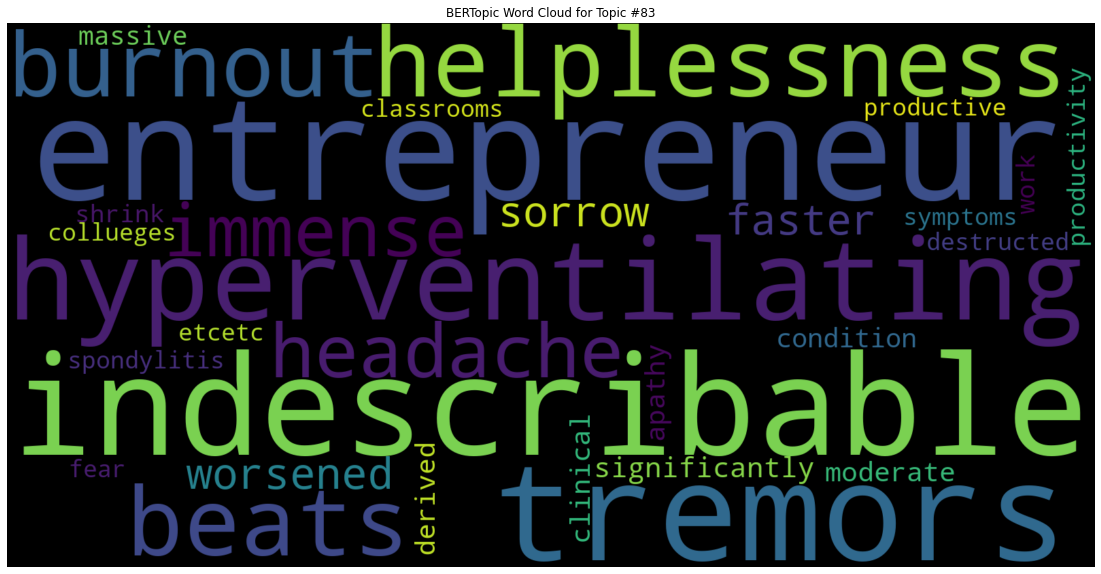 BERTopic Word Cloud for Topic #83
massive
burnout
helplessness
classrooms
productive
productivity
entrepreneur
work
shrink
collueges
immense
sorrow
faster
symptoms
destructed
hyperventilating
etcetc
headache
condition
spondylitis
apathy
indescribable
fear
worsened
derived
clinical
significantly
moderate
beats
tremors